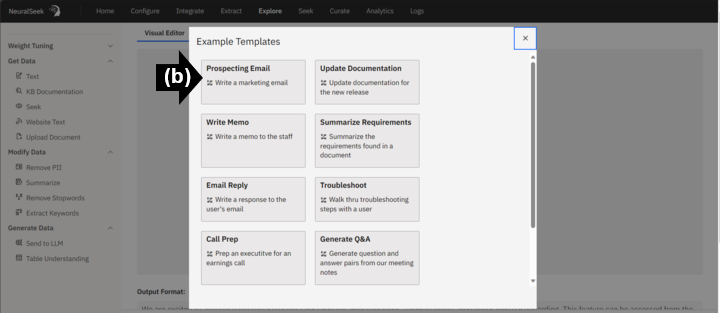 NeuralSeek
Home
Configure
Integrate
Extract
Explore
Seek
Curate
Analytics
Logs
Visual Editor
Weight Tuning
Get Data
Text
KB Documentation
Seek
Website Text
Upload Document
Modify Data
Remove PII
Summarize
Remove Stopwords
Extract Keywords
Generate Data
Send to LLM
Table Understanding
Example Templates
(b)
Prospecting Email
Write a marketing email
Update Documentation
Update documentation for
the new release
Write Memo
Write a memo to the staff
Summarize Requirements
Summarize the
requirements found in a
document
Email Reply
Write a response to the
user's email
Troubleshoot
Walk thru troubleshooting
steps with a user
Call Prep
Prep an executitve for an
earnings call
Generate Q&A
Generate question and
answer pairs from our meeting
notes
Output Format: